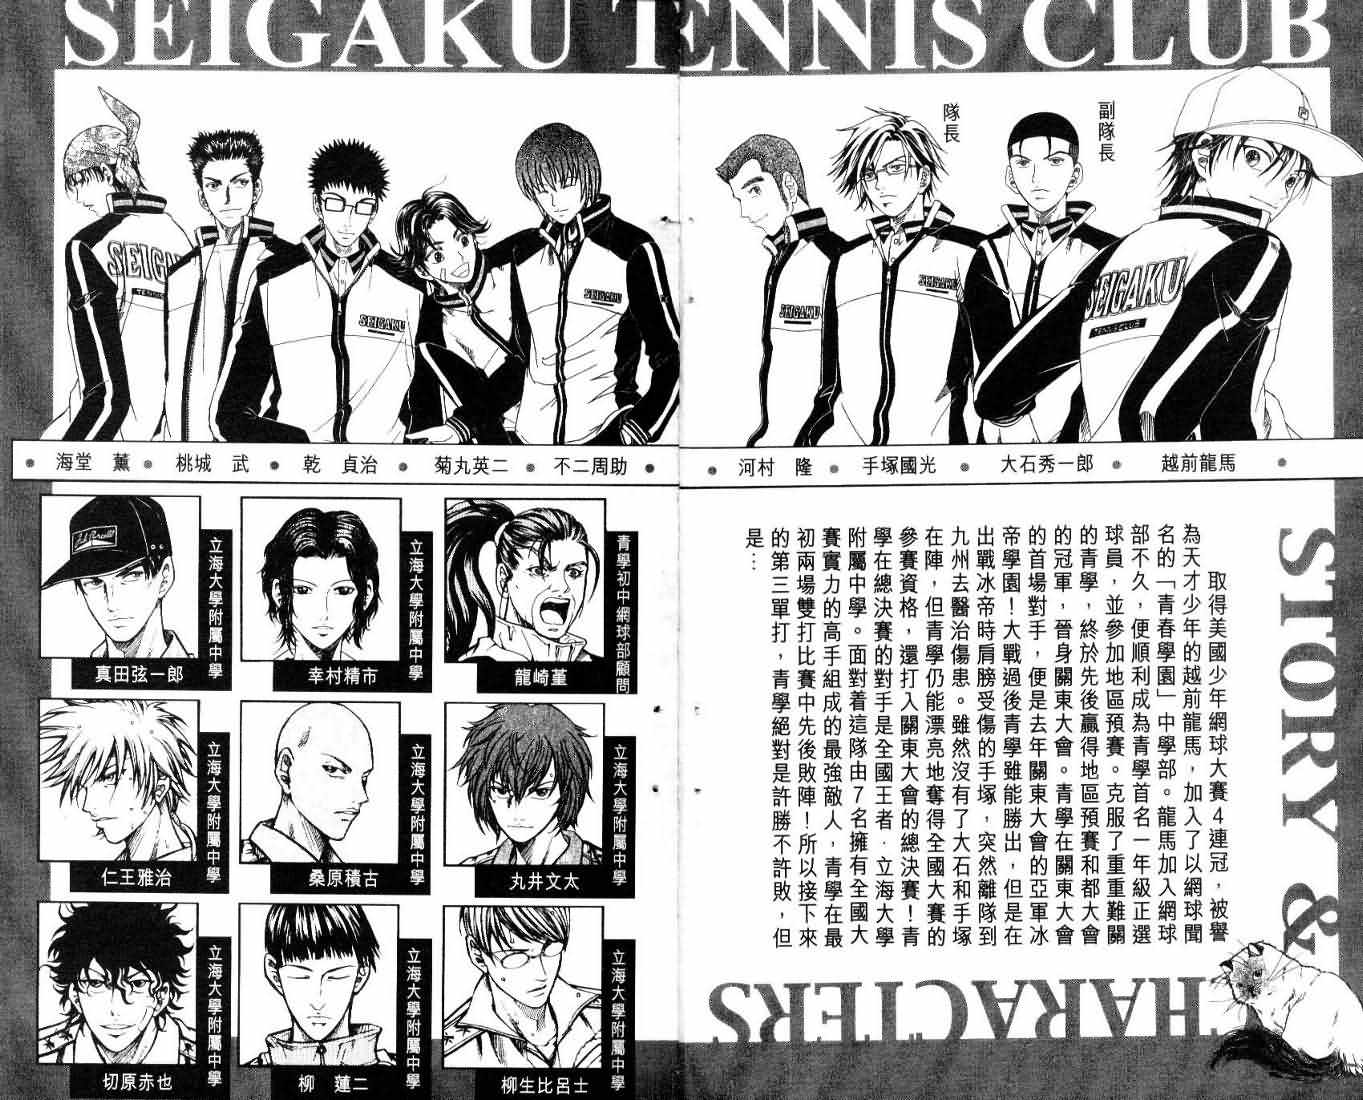 SEIGAKU TENNIS CLUB
副隊長
隊長
SEIGAKU
TENNIS CLUB
SEIGAKU
SEIGAKU
SEIGAKU
SEIGAKU
SEIGA
TENNIS
越前龍馬
大石秀一郎
手塚國光
河村 隆
不二周助
菊丸英二
乾 貞治
桃城 武
海堂 薰
STORY &
CHARACTERS
取得美國少年網球大賽4連冠，被譽
為天才少年的越前龍馬，加入了以網球聞
名的「青春學園」中學部。龍馬加入網球
部不久，便順利成為青學首名一年級正選
球員，並參加地區預賽。克服了重重難關
的青學，終於先後贏得地區預賽和都大會
的冠軍，晉身關東大會。青學在關東大會
的首場對手，便是去年關東大會的亞軍冰
帝學園！大戰過後青學雖能勝出，但是在
出戰冰帝時肩膀受傷的手塚，突然離隊到
九州去醫治傷患。雖然沒有了大石和手塚
在陣，但青學仍能漂亮地奪得全國大賽的
參賽資格，還打入關東大會的總決賽！青
學在總決賽的對手是全國王者．立海大學
附屬中學。面對着這隊由7名擁有全國大
賽實力的高手組成的最強敵人，青學在最
初兩場雙打比賽中先後敗陣！所以接下來
的第三單打，青學絕對是許勝不許敗，但
是…
青學初中網球部顧問
龍崎堇
立海大學附屬中學
幸村精市
立海大學附屬中學
真田弦一郎
立海大學附屬中學
丸井文太
立海大學附屬中學
桑原積古
立海大學附屬中學
仁王雅治
立海大學附屬中學
柳生比呂士
立海大學附屬中學
柳 蓮二
立海大學附屬中學
切原赤也